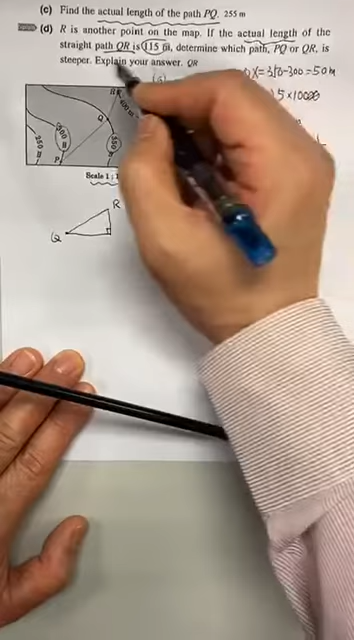 (c) Find the actual length of the path PQ. 255 m
(d) R is another point on the map. If the actual length of the
straight path QR is 115 m, determine which path, PQ or QR, is
steeper. Explain your answer. QR
x = 350-300 = 50m
R
Q
P
250 m
300 m
Scale 1 :
R
Q